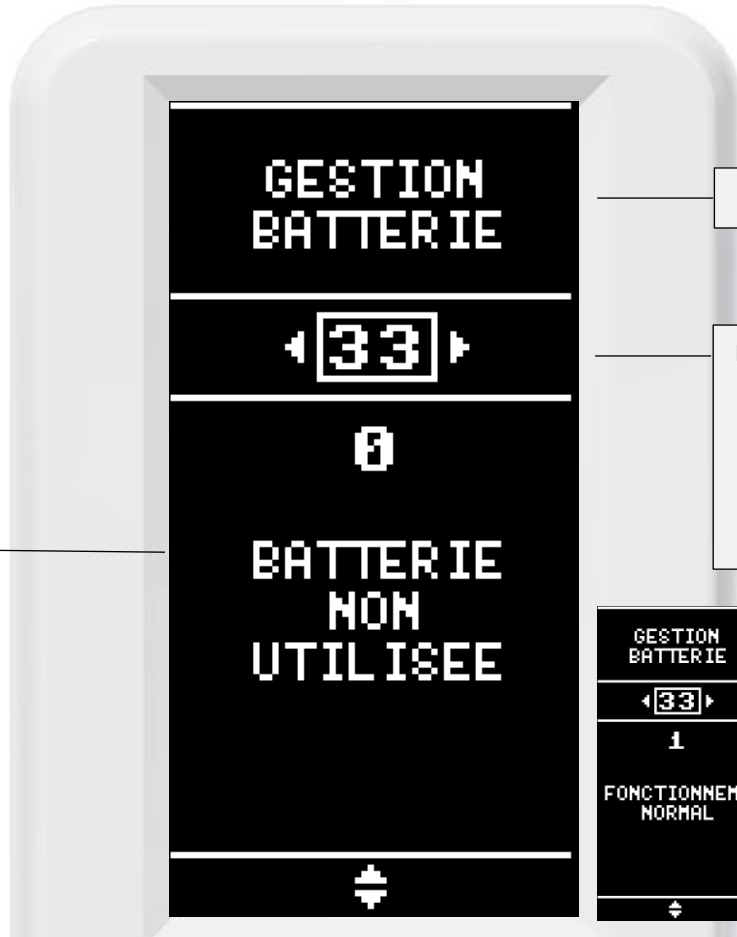 GESTION
BATTERIE
33
0
BATTERIE
NON
UTILISEE
GESTION
BATTERIE
33
1
NORMAL